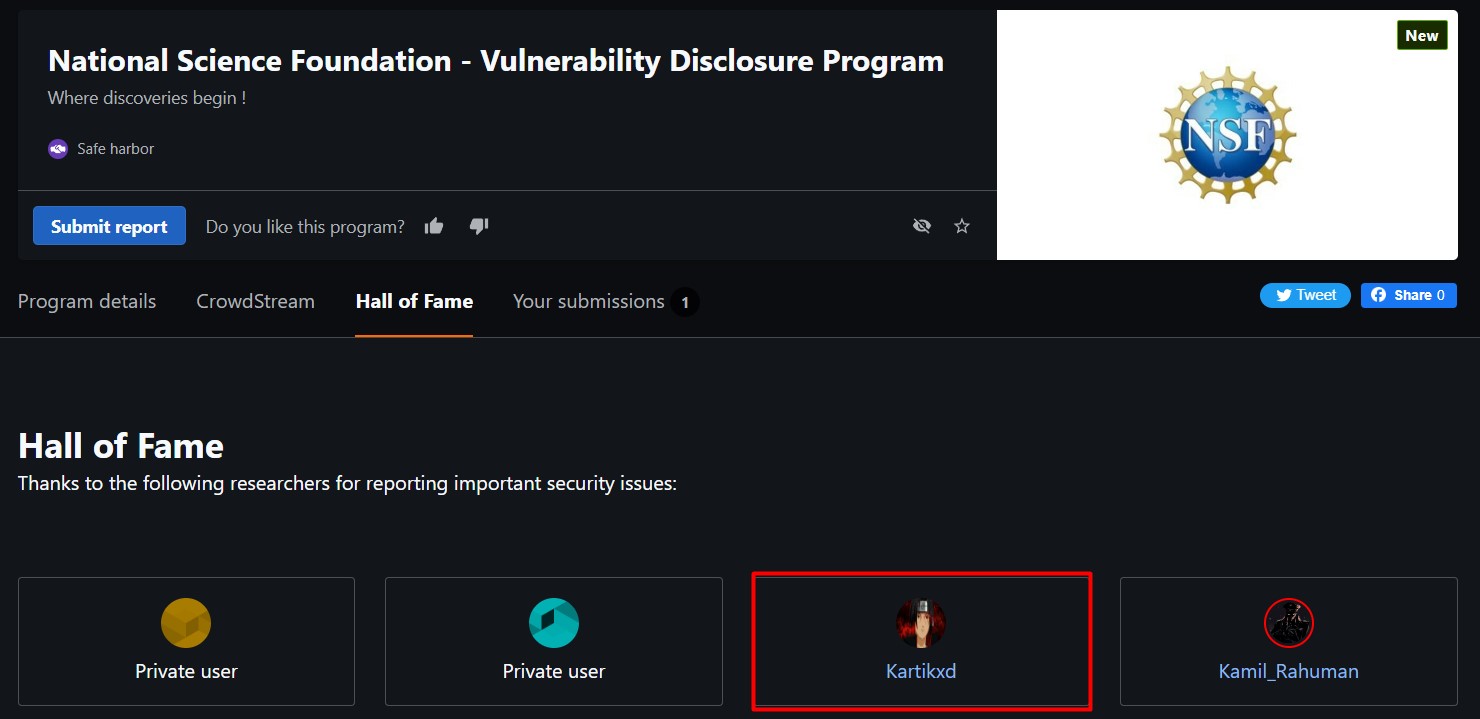 National Science Foundation - Vulnerability Disclosure Program
New
Where discoveries begin !
NSF
Safe harbor
Submit report
Do you like this program?
Program details
CrowdStream
Hall of Fame
Your submissions 1
Tweet
Share 0
Hall of Fame
Thanks to the following researchers for reporting important security issues:
Private user
Private user
Kartikxd
Kamil_Rahuman